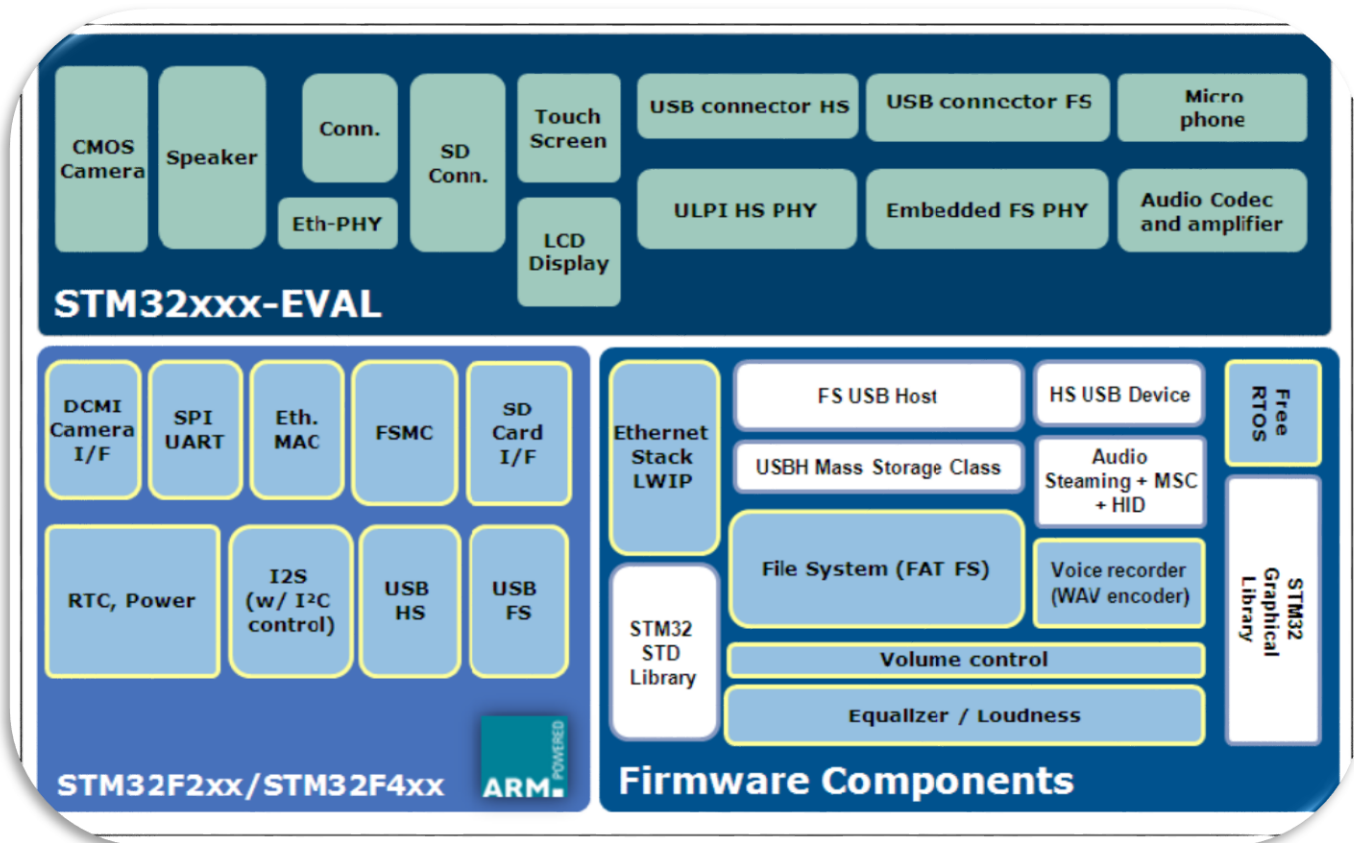 CMOS
Camera
Speaker
Conn.
Eth-PHY
SD
Conn.
Touch
Screen
LCD
Display
USB connector HS
USB connector FS
Micro
phone
ULPI HS PHY
Embedded FS PHY
Audio Codec
and amplifier
STM32xxx-EVAL
DCMI
Camera
I/F
SPI
UART
Eth.
MAC
FSMC
SD
Card
I/F
RTC, Power
I2S
(w/ I²C
control)
USB
HS
USB
FS
STM32F2xx/STM32F4xx
ARM
POWERED
Ethernet
Stack
LWIP
FS USB Host
HS USB Device
Free
RTOS
USBH Mass Storage Class
Audio
Steaming + MSC
+ HID
File System (FAT FS)
Voice recorder
(WAV encoder)
STM32
STD
Library
STM32
Graphical
Library
Volume control
Equalizer / Loudness
Firmware Components